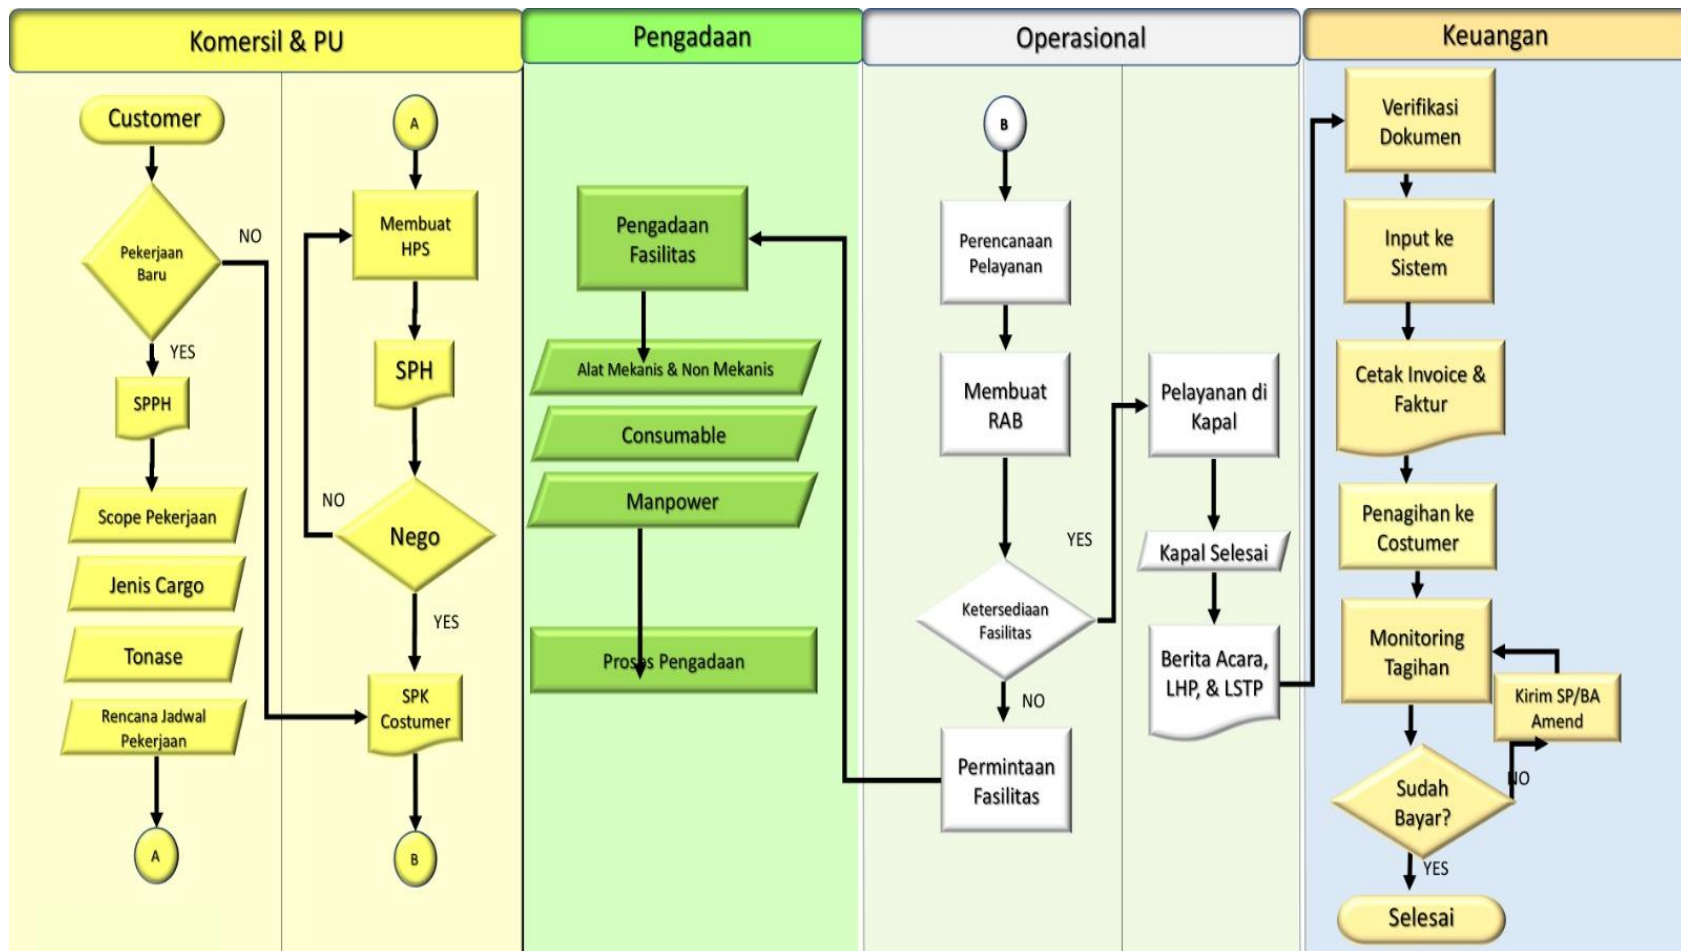 Komersil & PU
Pengadaan
Operasional
Keuangan
Customer
Pekerjaan
Baru
NO
YES
SPPH
Scope Pekerjaan
Jenis Cargo
Tonase
Rencana Jadwal
Pekerjaan
A
A
Membuat
HPS
SPH
NO
Nego
YES
SPK
Costumer
B
Pengadaan
Fasilitas
Alat Mekanis & Non Mekanis
Consumable
Manpower
Proses Pengadaan
B
Perencanaan
Pelayanan
Membuat
RAB
Ketersediaan
Fasilitas
YES
NO
Permintaan
Fasilitas
Pelayanan di
Kapal
Kapal Selesai
Berita Acara,
LHP, & LSTP
Verifikasi
Dokumen
Input ke
Sistem
Cetak Invoice &
Faktur
Penagihan ke
Costumer
Monitoring
Tagihan
Kirim SP/BA
Amend
NO
Sudah
Bayar?
YES
Selesai